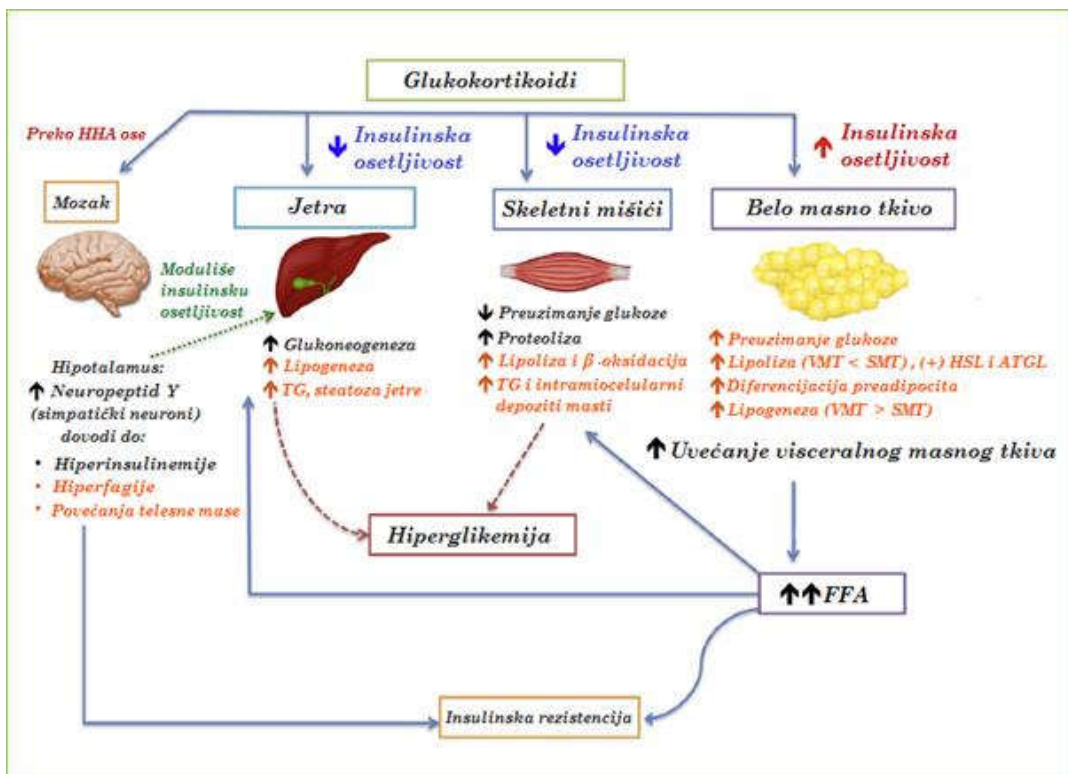 Glukokortikoidi
Preko HHA ose
↓ Insulinska
osetljivost
↓ Insulinska
osetljivost
↑ Insulinska
osetljivost
Mozak
Jetra
Skeletni mišići
Belo masno tkivo
Moduliše
insulinsku
osetljivost
Hipotalamus:
↑ Neuropeptid Y
(simpatički neuroni)
dovodi do:
• Hiperinsulinemije
• Hiperfagije
• Povećanja telesne mase
↑ Glukoneogeneza
↑ Lipogeneza
↑ TG, steatoza jetre
↓ Preuzimanje glukoze
↑ Proteoliza
↑ Lipoliza i β -oksidacija
↑ TG i intramiocelularni
depoziti masti
↑ Preuzimanje glukoze
↑ Lipoliza (VMT < SMT), (+) HSL i ATGL
↑ Diferencijacija preadipocita
↑ Lipogeneza (VMT > SMT)
↑ Uvećanje visceralnog masnog tkiva
Hiperglikemija
↑↑ FFA
Insulinska rezistencija